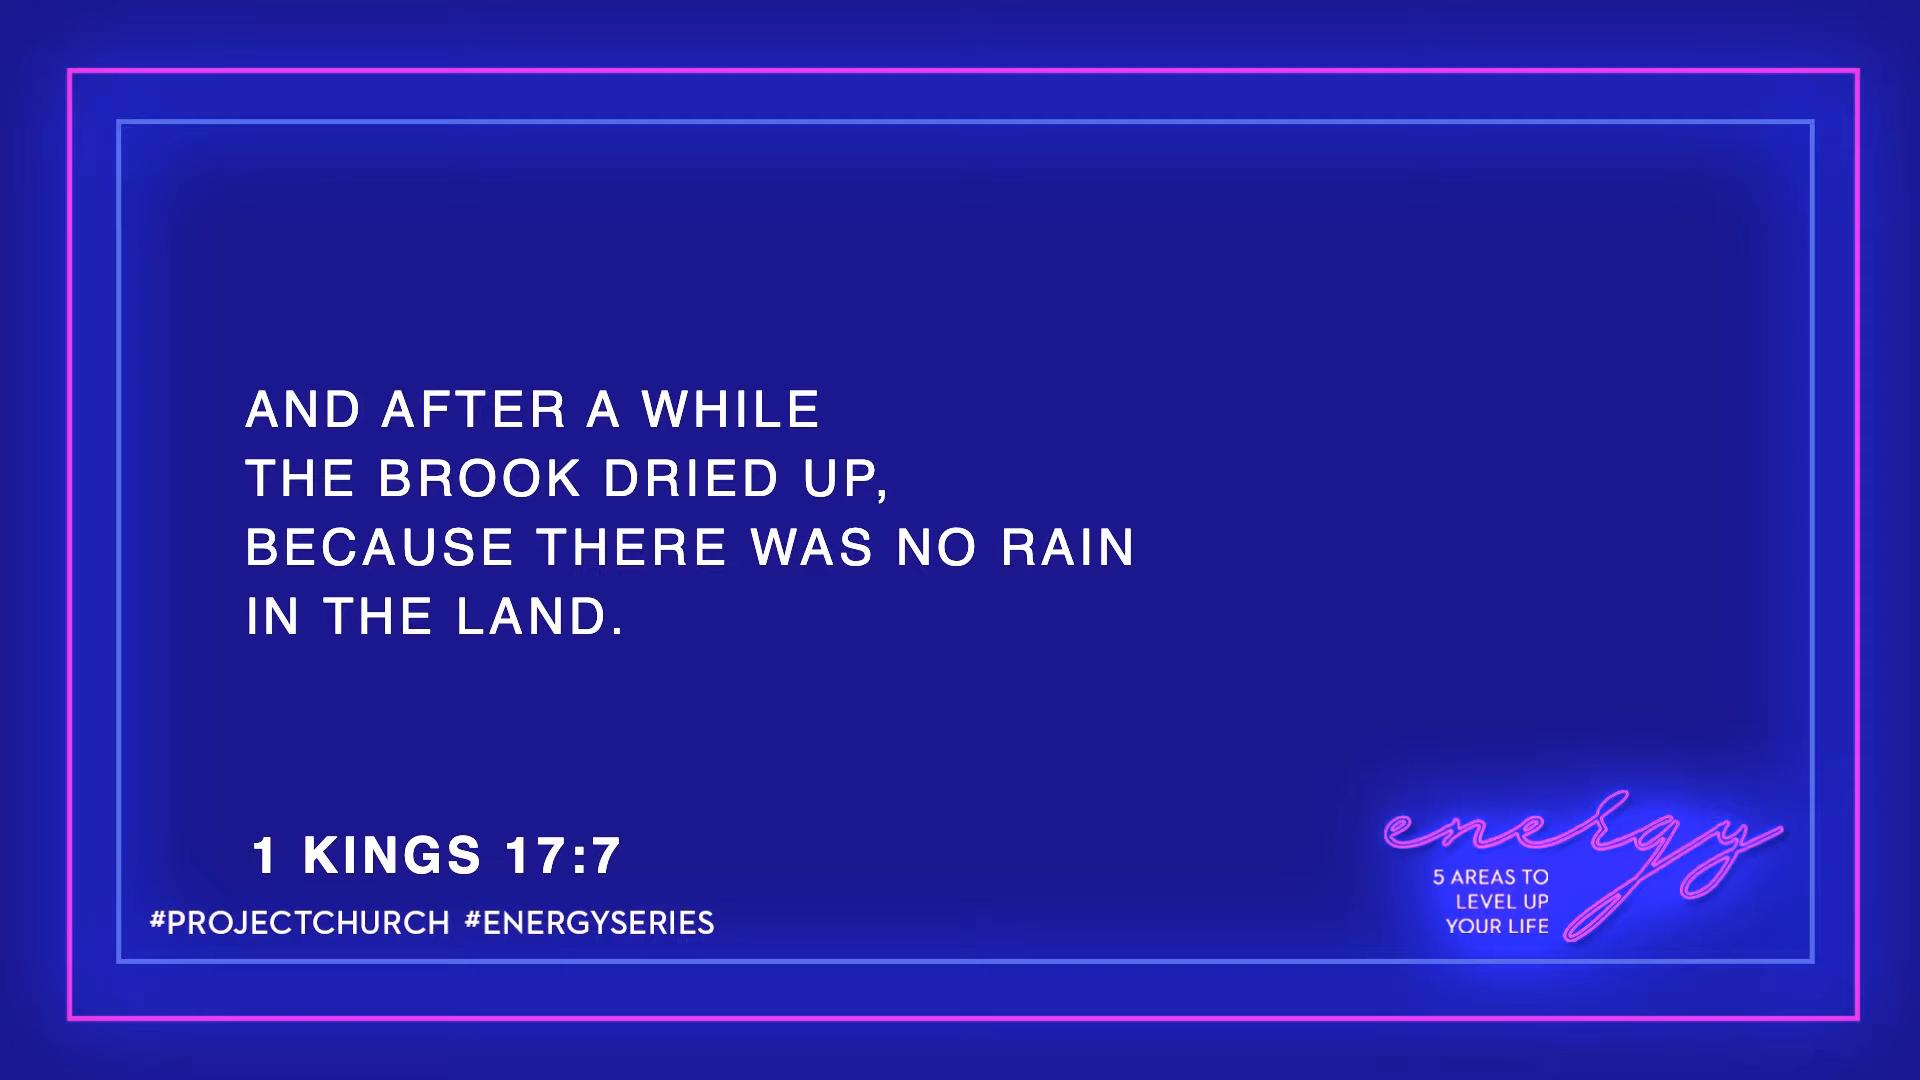 AND AFTER A WHILE
THE BROOK DRIED UP,
BECAUSE THERE WAS NO RAIN
IN THE LAND.
1 KINGS 17:7
#PROJECTCHURCH #ENERGYSERIES
energy
5 AREAS TO
LEVEL UP
YOUR LIFE